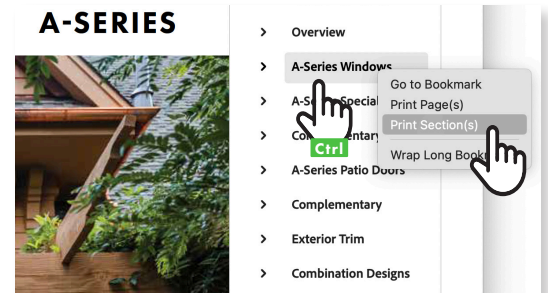 A-SERIES
Overview
A-Series Windows
Go to Bookmark
Print Page(s)
Print Section(s)
Wrap Long
Ctrl
A-Series Patio Doors
Complementary
Exterior Trim
Combination Designs